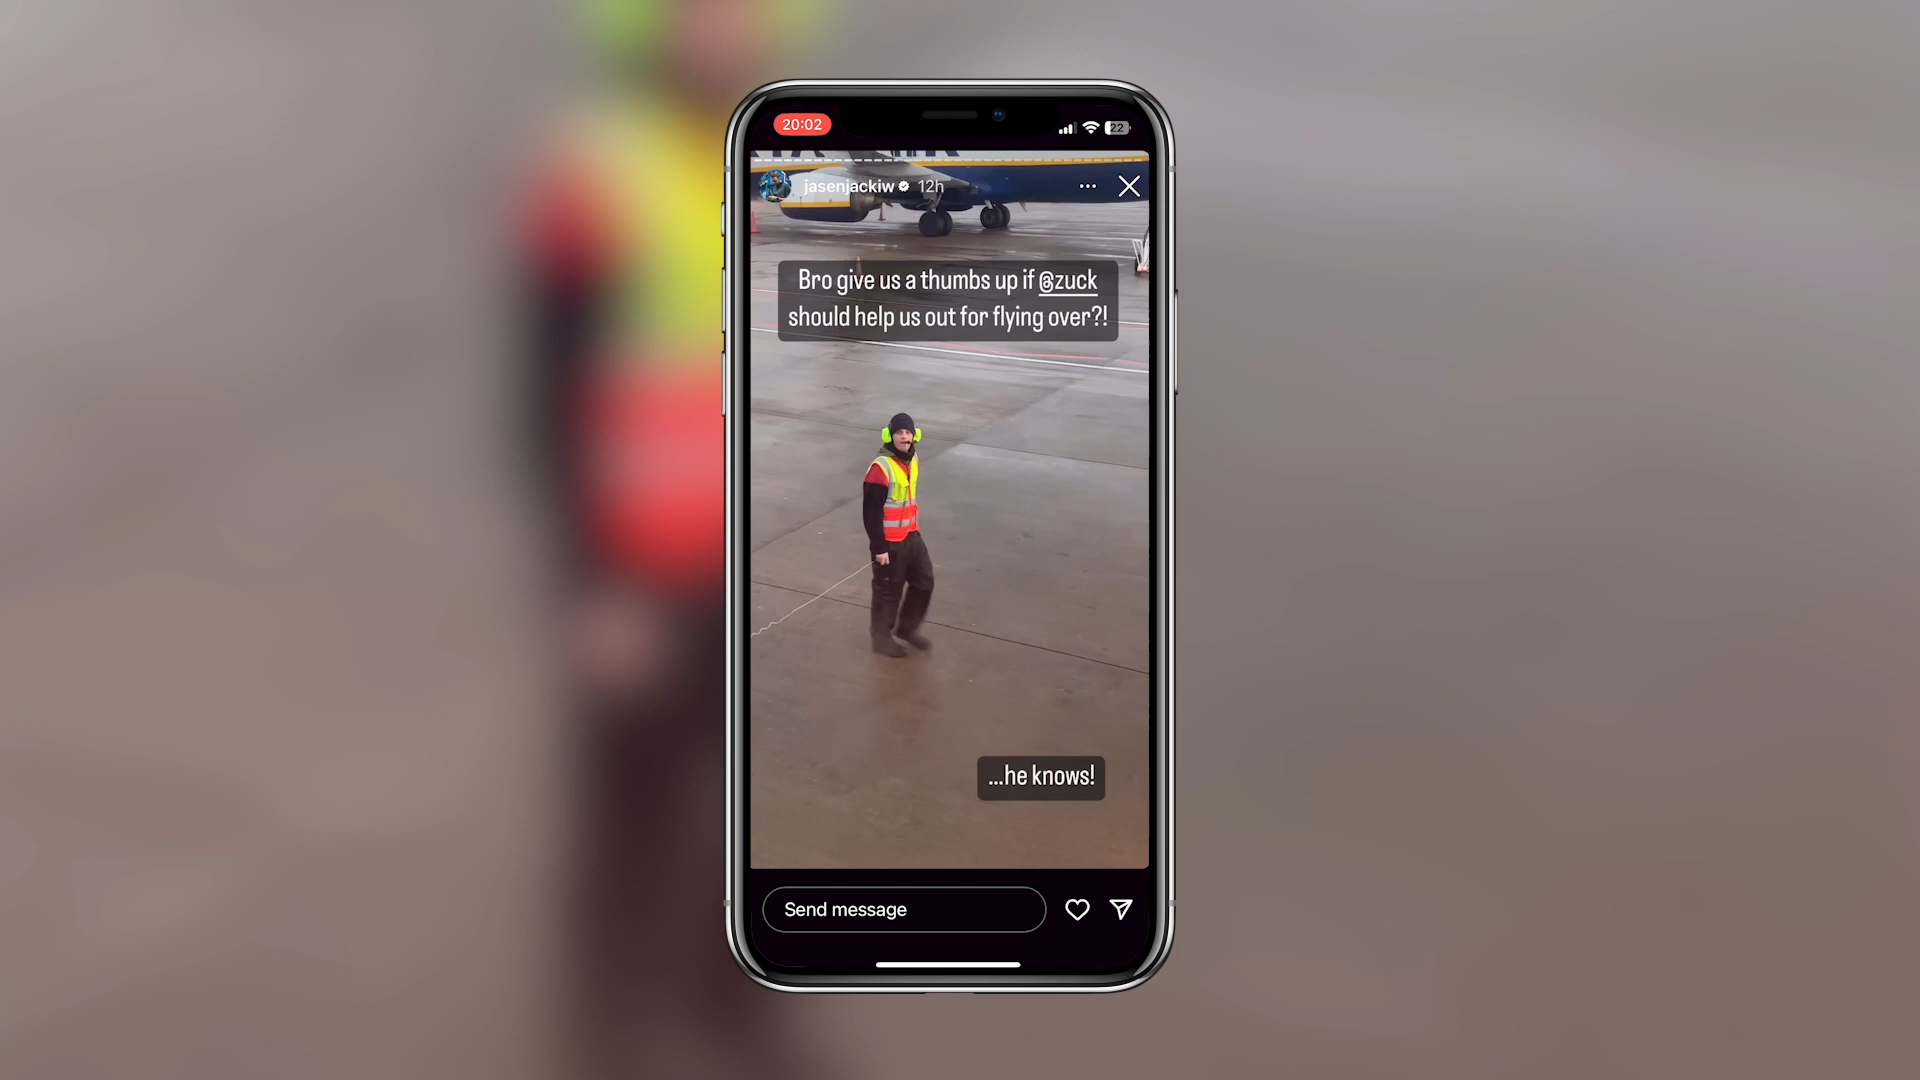 20:02
22
jasenjackiw 12h
Bro give us a thumbs up if @zuck
should help us out for flying over?!
...he knows!
Send message